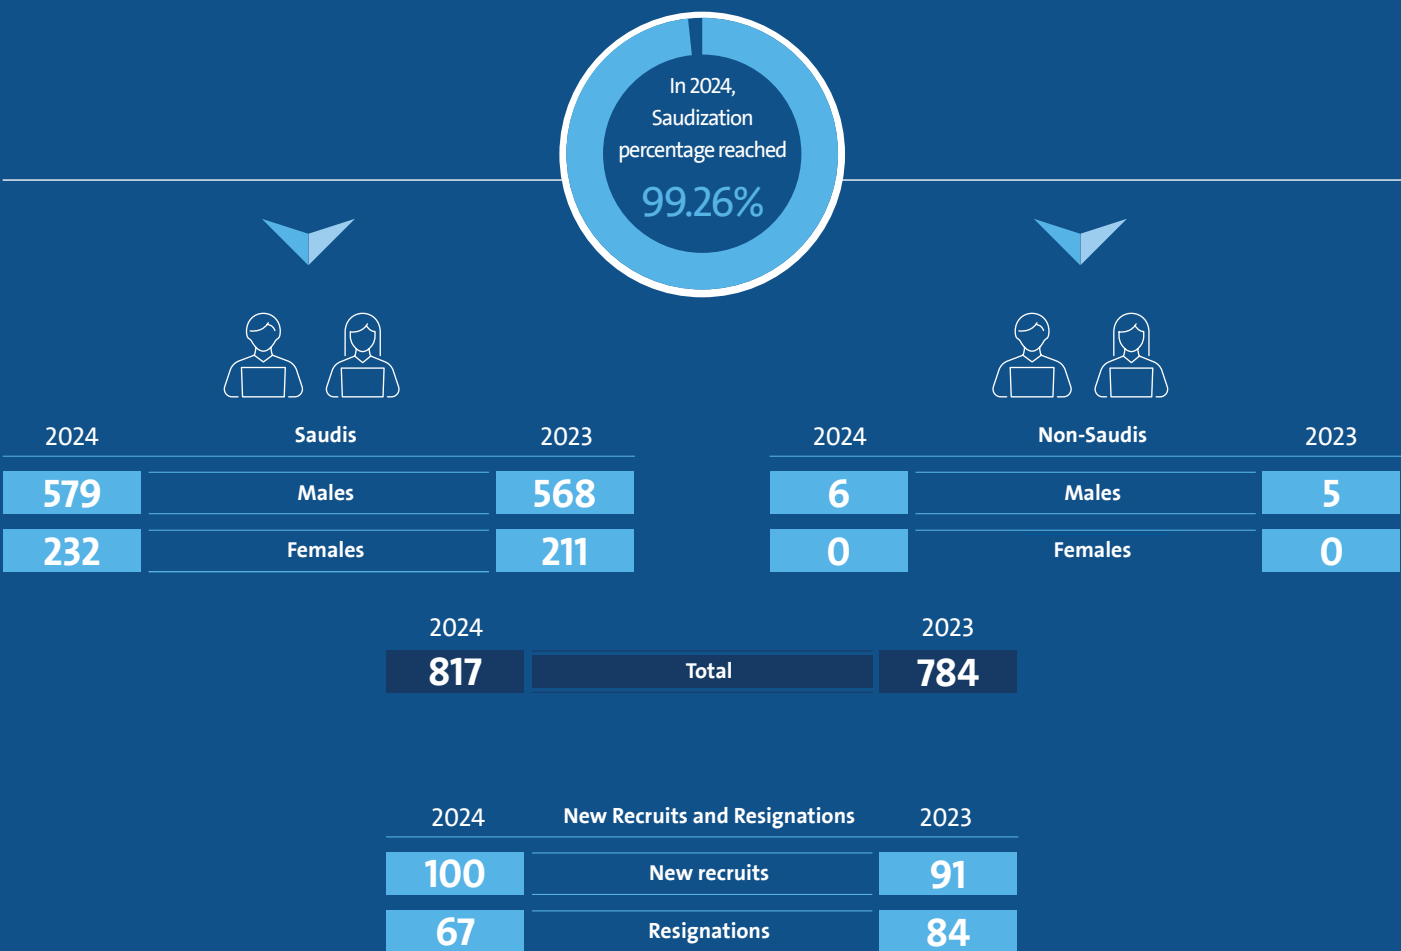 In 2024,
Saudization
percentage reached
99.26%
2024 Saudis 2023
579 Males 568
232 Females 211
2024 Non-Saudis 2023
6 Males 5
0 Females 0
2024 2023
817 Total 784
2024 New Recruits and Resignations 2023
100 New recruits 91
67 Resignations 84